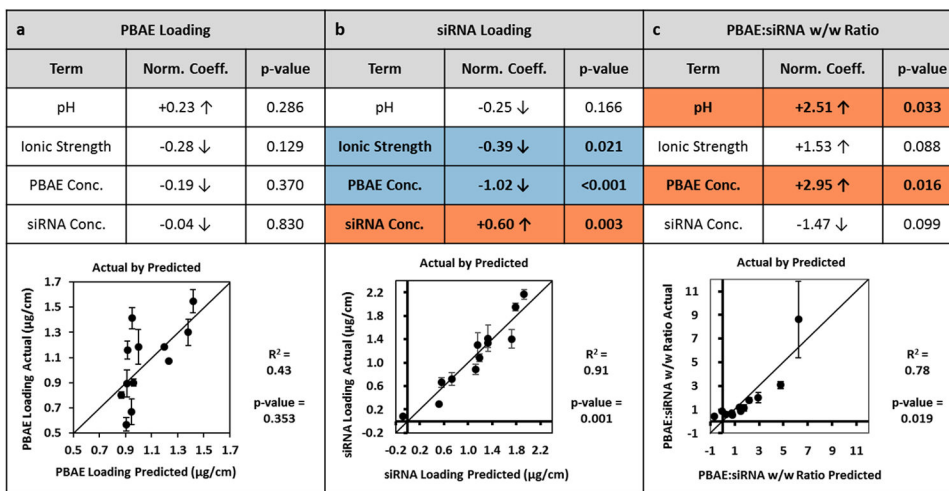 a PBAE Loading
Term Norm. Coeff. p-value
pH +0.23 ↑ 0.286
Ionic Strength -0.28 ↓ 0.129
PBAE Conc. -0.19 ↓ 0.370
siRNA Conc. -0.04 ↓ 0.830
Actual by Predicted
PBAE Loading Actual (µg/cm)
1.7
1.5
1.3
1.1
0.9
0.7
0.5
0.5 0.7 0.9 1.1 1.3 1.5 1.7
PBAE Loading Predicted (µg/cm)
R² =
0.43
p-value =
0.353
b siRNA Loading
Term Norm. Coeff. p-value
pH -0.25 ↓ 0.166
Ionic Strength -0.39 ↓ 0.021
PBAE Conc. -1.02 ↓ <0.001
siRNA Conc. +0.60 ↑ 0.003
Actual by Predicted
siRNA Loading Actual (µg/cm)
2.2
1.8
1.4
1.0
0.6
0.2
-0.2
-0.2 0.2 0.6 1.0 1.4 1.8 2.2
siRNA Loading Predicted (µg/cm)
R² =
0.91
p-value =
0.001
c PBAE:siRNA w/w Ratio
Term Norm. Coeff. p-value
pH +2.51 ↑ 0.033
Ionic Strength +1.53 ↑ 0.088
PBAE Conc. +2.95 ↑ 0.016
siRNA Conc. -1.47 ↓ 0.099
Actual by Predicted
PBAE:siRNA w/w Ratio Actual
11
9
7
5
3
1
-1
-1 1 3 5 7 9 11
PBAE:siRNA w/w Ratio Predicted
R² =
0.78
p-value =
0.019